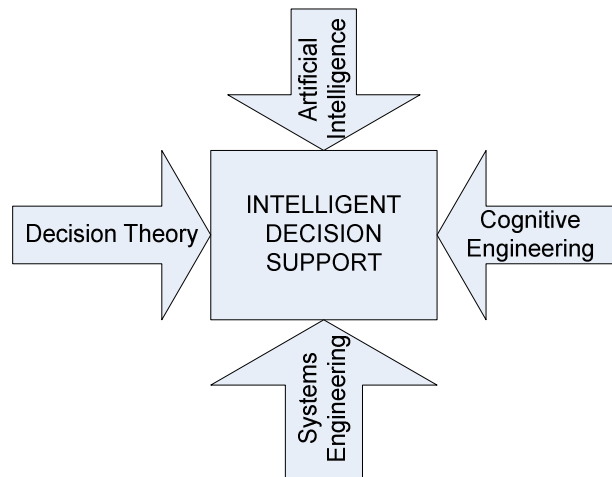 Artificial
Intelligence
Decision Theory
INTELLIGENT
DECISION
SUPPORT
Cognitive
Engineering
Systems
Engineering